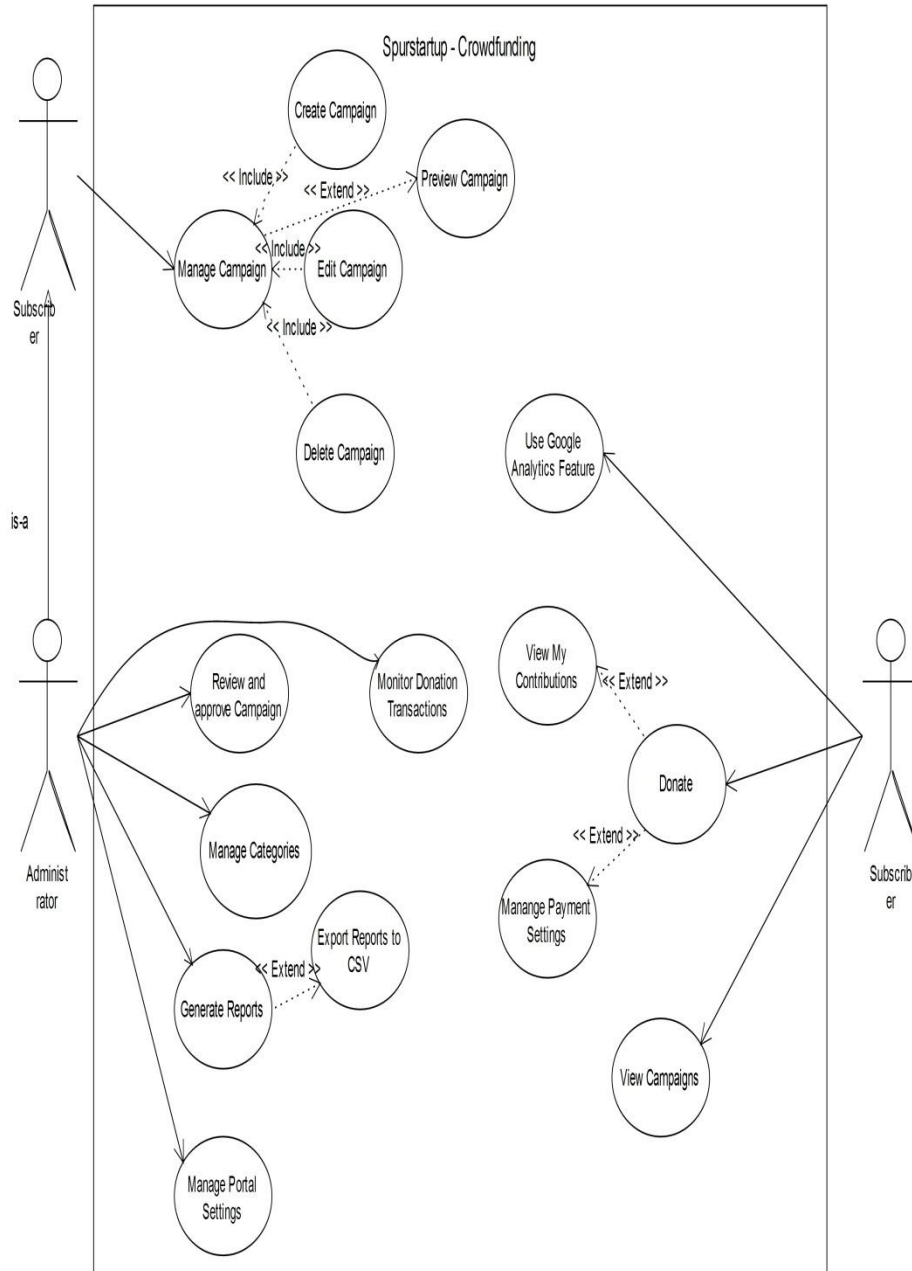 Spurstartup - Crowdfunding
Create Campaign
<< Include >>
<< Extend >>
Preview Campaign
<< Include >>
Manage Campaign
Edit Campaign
Subscrib
er
<< Include >>
Delete Campaign
Use Google
Analytics Feature
is-a
Review and
approve Campaign
Monitor Donation
Transactions
View My
Contributions
<< Extend >>
Donate
Manage Categories
<< Extend >>
Administ
rator
Subscrib
er
Manange Payment
Settings
Export Reports to
CSV
<< Extend >>
Generate Reports
View Campaigns
Manage Portal
Settings